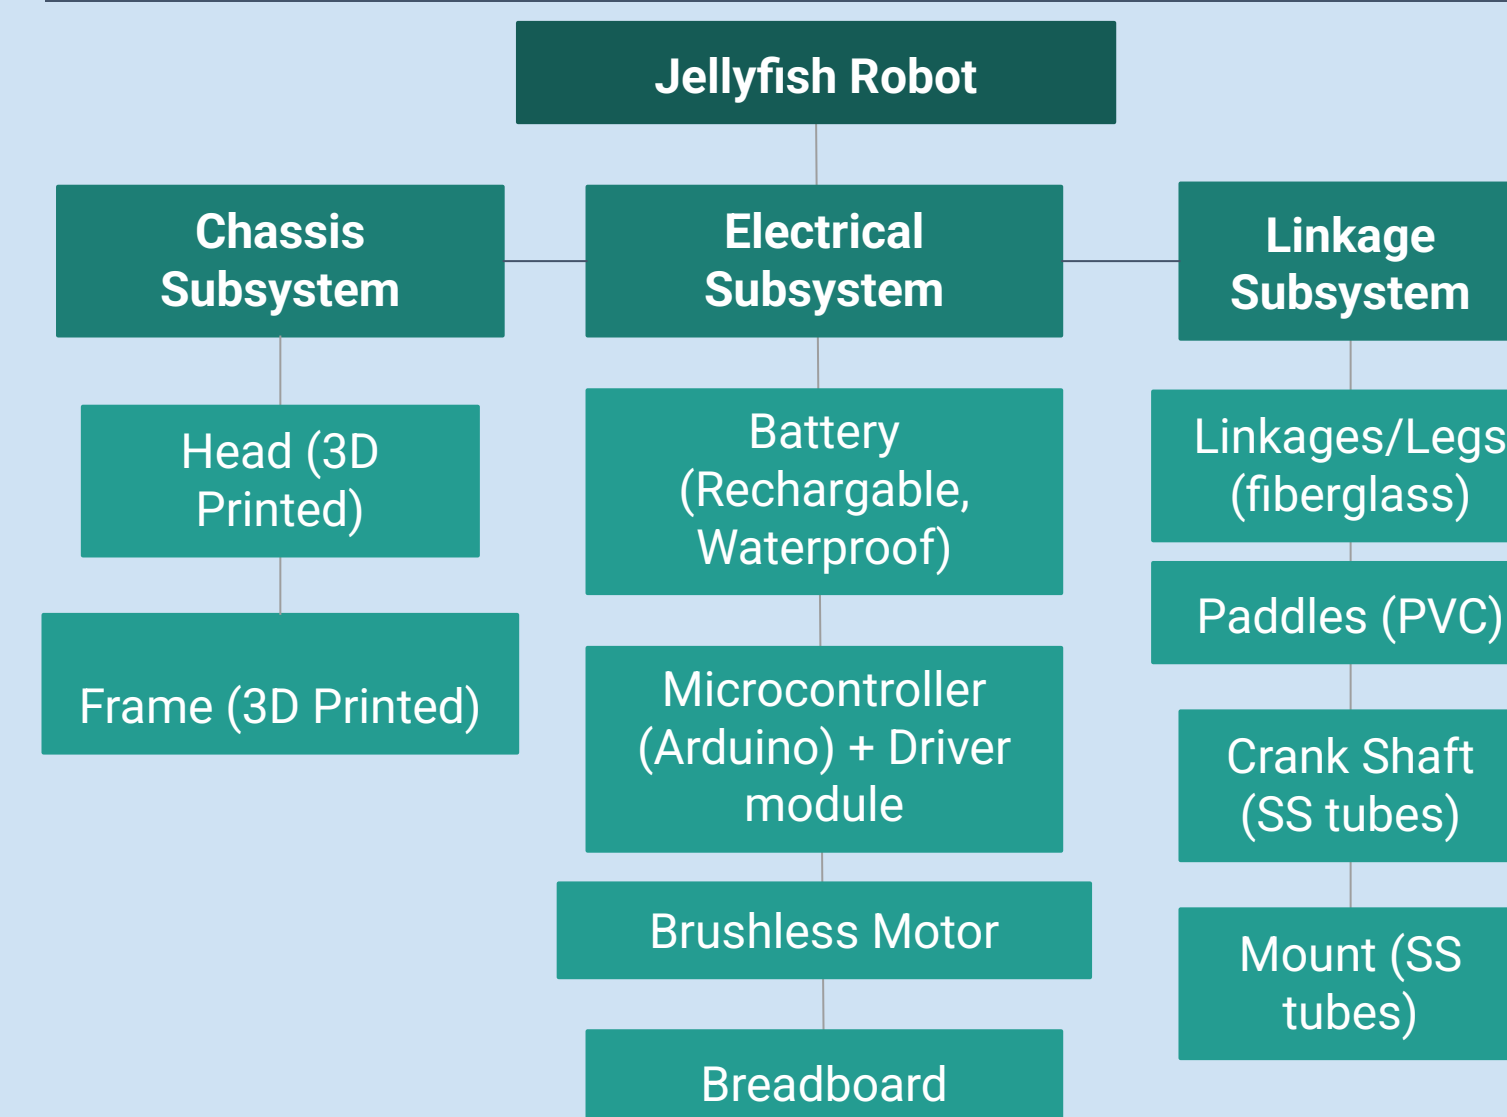 Jellyfish Robot
Chassis
Subsystem
Head (3D
Printed)
Frame (3D Printed)
Electrical
Subsystem
Battery
(Rechargable,
Waterproof)
Microcontroller
(Arduino) + Driver
module
Brushless Motor
Breadboard
Linkage
Subsystem
Linkages/Legs
(fiberglass)
Paddles (PVC)
Crank Shaft
(SS tubes)
Mount (SS
tubes)